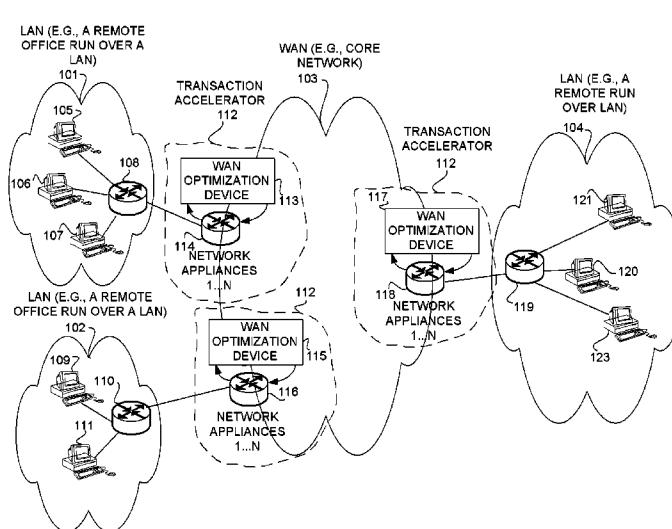 LAN (E.G., A REMOTE
OFFICE RUN OVER A
LAN)
101
105
106
107
108
TRANSACTION
ACCELERATOR
112
WAN
OPTIMIZATION
DEVICE
113
114
NETWORK
APPLIANCES
1...N
WAN (E.G., CORE
NETWORK)
103
TRANSACTION
ACCELERATOR
112
117
WAN
OPTIMIZATION
DEVICE
118
NETWORK
APPLIANCES
1...N
LAN (E.G., A
REMOTE RUN
OVER LAN)
104
121
120
119
123
LAN (E.G., A REMOTE
OFFICE RUN OVER A LAN)
102
109
110
111
112
WAN
OPTIMIZATION
DEVICE
115
116
NETWORK
APPLIANCES
1...N